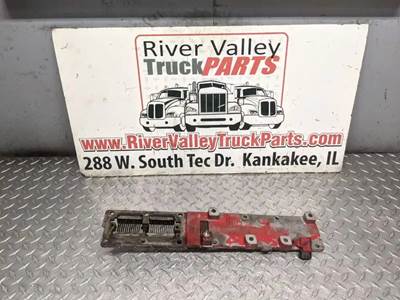 River Valley
TruckPARTS
www.RiverValleyTruckParts.com
288 W. South Tec Dr. Kankakee, IL